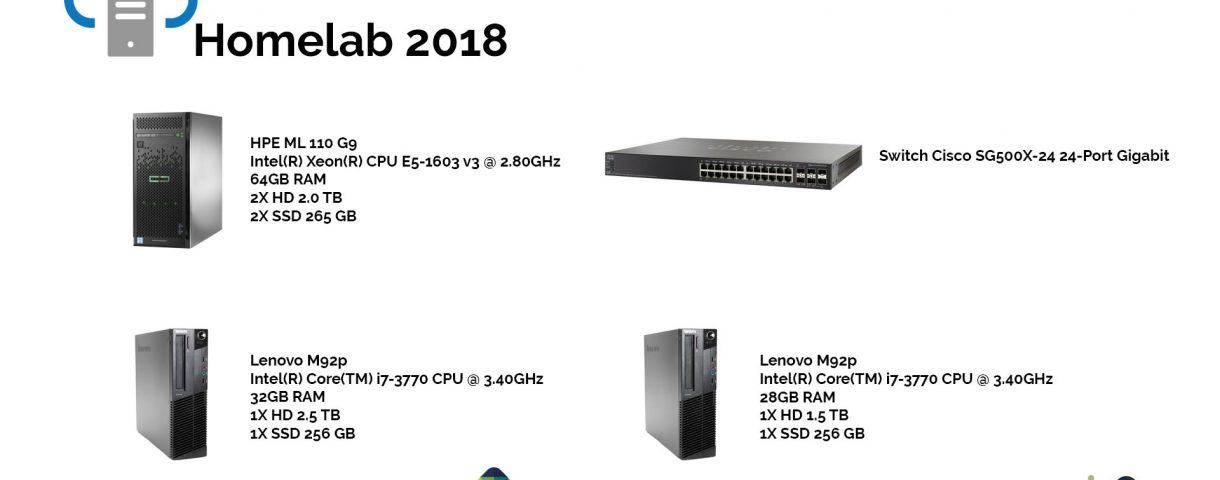 Homelab 2018
HPE ML 110 G9
Intel(R) Xeon(R) CPU E5-1603 v3 @ 2.80GHz
64GB RAM
2X HD 2.0 TB
2X SSD 265 GB
Switch Cisco SG500X-24 24-Port Gigabit
Lenovo M92p
Intel(R) Core(TM) i7-3770 CPU @ 3.40GHz
32GB RAM
1X HD 2.5 TB
1X SSD 256 GB
Lenovo M92p
Intel(R) Core(TM) i7-3770 CPU @ 3.40GHz
28GB RAM
1X HD 1.5 TB
1X SSD 256 GB